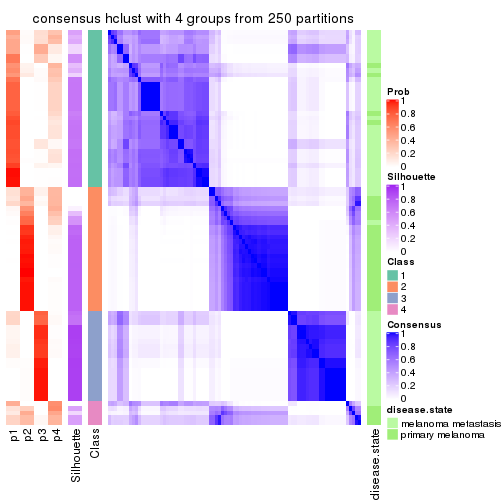 consensus hclust with 4 groups from 250 partitions
Prob
1
0.8
0.6
0.4
0.2
0
Silhouette
1
0.8
0.6
0.4
0.2
0
Class
1
2
3
4
Consensus
1
0.8
0.6
0.4
0.2
0
disease.state
melanoma metastasis
primary melanoma
p1
p2
p3
p4
Silhouette
Class
disease.state